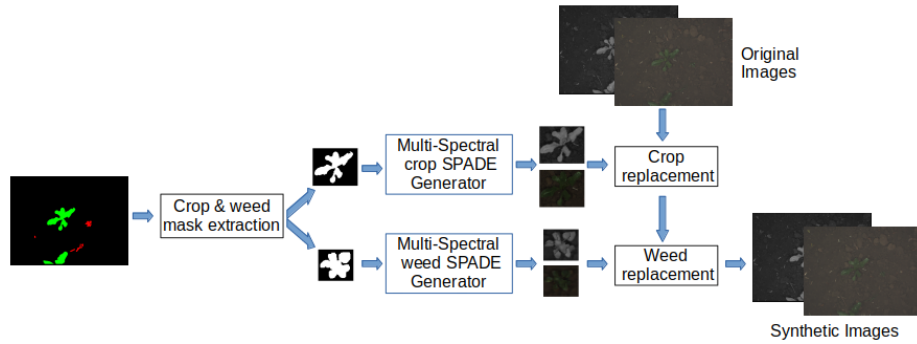 Original
Images
Multi-Spectral
crop SPADE
Generator
Crop
replacement
Crop & weed
mask extraction
Multi-Spectral
weed SPADE
Generator
Weed
replacement
Synthetic Images